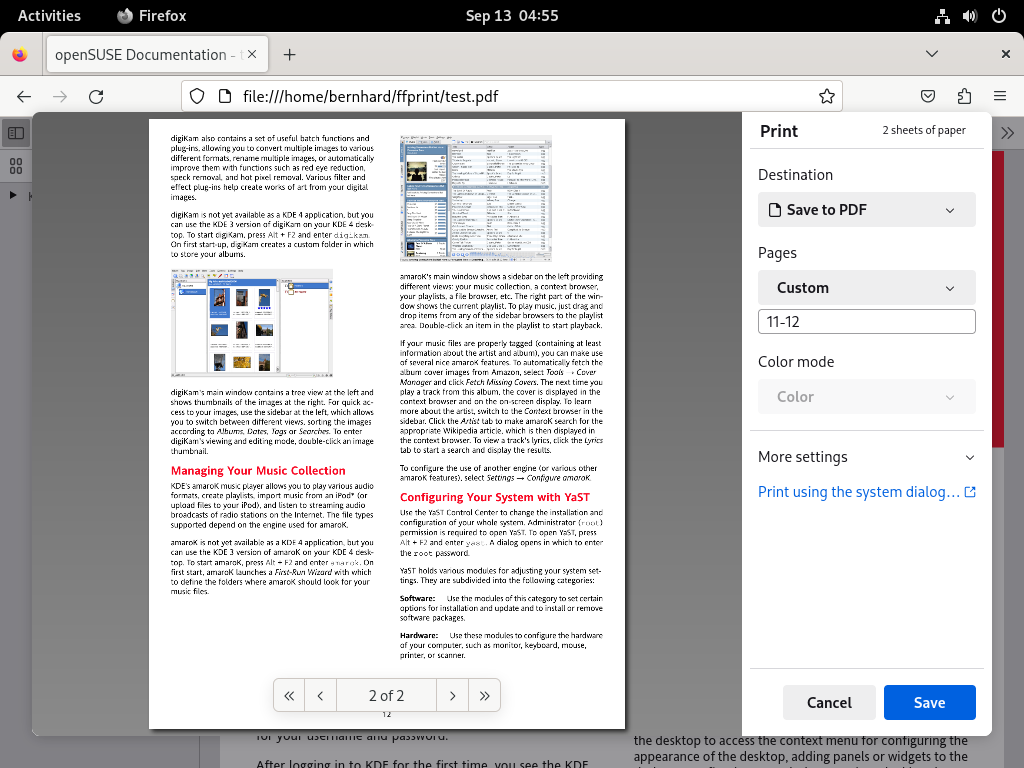 Activities
Firefox
Sep 13 04:55
openSUSE Documentation -
file:///home/bernhard/ffprint/test.pdf
digiKam also contains a set of useful batch functions and
plug-ins, allowing you to convert multiple images to various
different formats, rename multiple images, or automatically
improve them with functions such as red eye reduction,
speck removal, and hot pixel removal. Various filter and
effect plug-ins help create works of art from your digital
images.
digiKam is not yet available as a KDE 4 application, but you
can use the KDE 3 version of digiKam on your KDE 4 desk-
top. To start digiKam, press Alt + F2 and enter digikam.
On first start-up, digiKam creates a custom folder in which
to store your albums.
digiKam's main window contains a tree view at the left and
shows thumbnails of the images at the right. For quick ac-
cess to your images, use the sidebar at the left, which allows
you to switch between different views, sorting the images
according to Albums, Dates, Tags or Searches. To enter
digiKam's viewing and editing mode, double-click an image
thumbnail.
Managing Your Music Collection
KDE's amaroK music player allows you to play various audio
formats, create playlists, import music from an iPod* (or
upload files to your iPod), and listen to streaming audio
broadcasts of radio stations on the Internet. The file types
supported depend on the engine used for amaroK.
amaroK is not yet available as a KDE 4 application, but you
can use the KDE 3 version of amaroK on your KDE 4 desk-
top. To start amaroK, press Alt + F2 and enter amarok. On
first start, amaroK launches a First-Run Wizard with which
to define the folders where amaroK should look for your
music files.
amaroK's main window shows a sidebar on the left providing
different views: your music collection, a context browser,
your playlists, a file browser, etc. The right part of the win-
dow shows the current playlist. To play music, just drag and
drop items from any of the sidebar browsers to the playlist
area. Double-click an item in the playlist to start playback.
If your music files are properly tagged (containing at least
information about the artist and album), you can make use
of several nice amaroK features. To automatically fetch the
album cover images from Amazon, select Tools → Cover
Manager and click Fetch Missing Covers. The next time you
play a track from this album, the cover is displayed in the
context browser and on the on-screen display. To learn
more about the artist, switch to the Context browser in the
sidebar. Click the Artist tab to make amaroK search for the
appropriate Wikipedia article, which is then displayed in
the context browser. To view a track's lyrics, click the Lyrics
tab to start a search and display the results.
To configure the use of another engine (or various other
amaroK features), select Settings → Configure amaroK.
Configuring Your System with YaST
Use the YaST Control Center to change the installation and
configuration of your whole system. Administrator (root)
permission is required to open YaST. To open YaST, press
Alt + F2 and enter yast. A dialog opens in which to enter
the root password.
YaST holds various modules for adjusting your system set-
tings. They are subdivided into the following categories:
Software: Use the modules of this category to set certain
options for installation and update and to install or remove
software packages.
Hardware: Use these modules to configure the hardware
of your computer, such as monitor, keyboard, mouse,
printer, or scanner.
2 of 2
12
Print
2 sheets of paper
Destination
Save to PDF
Pages
Custom
11-12
Color mode
Color
More settings
Print using the system dialog…
Cancel
Save
for your username and password.
After logging in to KDE for the first time, you see the KDE
the desktop to access the context menu for configuring the
appearance of the desktop, adding panels or widgets to the